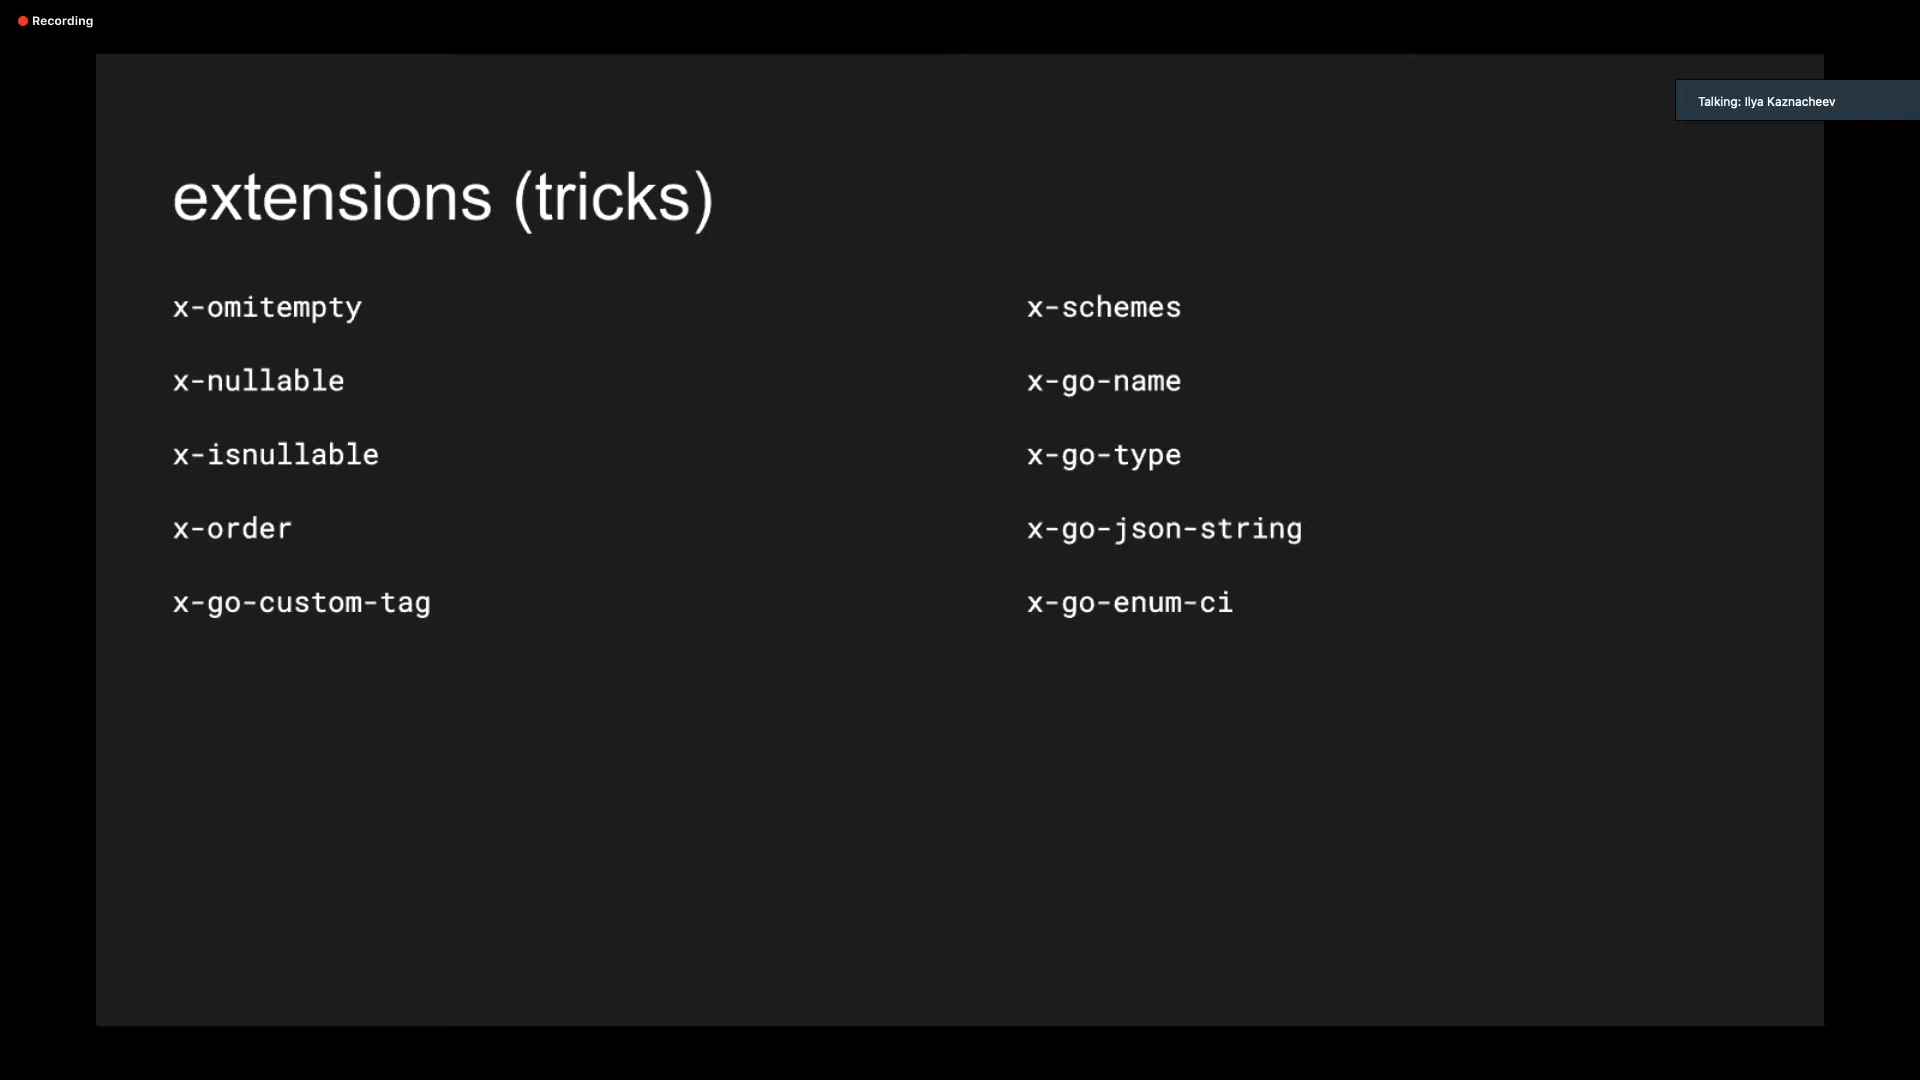 Recording
Talking: Ilya Kaznacheev
extensions (tricks)
x-omitempty
x-nullable
x-isnullable
x-order
x-go-custom-tag
x-schemes
x-go-name
x-go-type
x-go-json-string
x-go-enum-ci